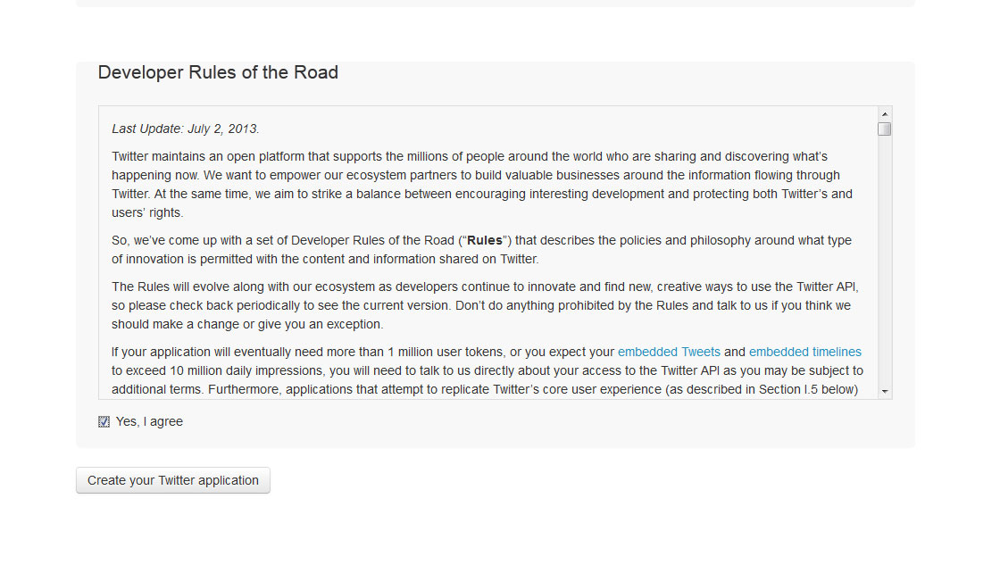 Developer Rules of the Road
Last Update: July 2, 2013.
Twitter maintains an open platform that supports the millions of people around the world who are sharing and discovering what’s
happening now. We want to empower our ecosystem partners to build valuable businesses around the information flowing through
Twitter. At the same time, we aim to strike a balance between encouraging interesting development and protecting both Twitter’s and
users’ rights.
So, we’ve come up with a set of Developer Rules of the Road (“Rules”) that describes the policies and philosophy around what type
of innovation is permitted with the content and information shared on Twitter.
The Rules will evolve along with our ecosystem as developers continue to innovate and find new, creative ways to use the Twitter API,
so please check back periodically to see the current version. Don’t do anything prohibited by the Rules and talk to us if you think we
should make a change or give you an exception.
If your application will eventually need more than 1 million user tokens, or you expect your embedded Tweets and embedded timelines
to exceed 10 million daily impressions, you will need to talk to us directly about your access to the Twitter API as you may be subject to
additional terms. Furthermore, applications that attempt to replicate Twitter’s core user experience (as described in Section I.5 below)
Yes, I agree
Create your Twitter application